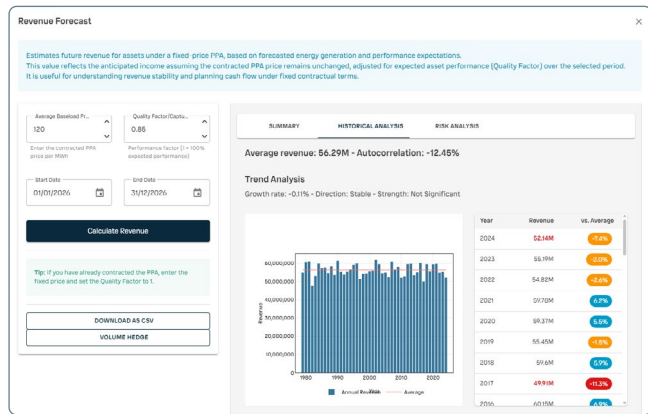 Revenue Forecast
Estimates future revenue for assets under a fixed-price PPA, based on forecasted energy generation and performance expectations.
This value reflects the anticipated income assuming the contracted PPA price remains unchanged, adjusted for expected asset performance (Quality Factor) over the selected period.
It is useful for understanding revenue stability and planning cash flow under fixed contractual terms.
Average Baseload Pr...
120
Enter the contracted PPA
price per MWh
Quality Factor/Captu...
0.85
Performance factor (1 = 100%
expected performance)
Start Date
01/01/2026
End Date
31/12/2026
Calculate Revenue
Tip: If you have already contracted the PPA, enter the
fixed price and set the Quality Factor to 1.
DOWNLOAD AS CSV
VOLUME HEDGE
SUMMARY
HISTORICAL ANALYSIS
RISK ANALYSIS
Average revenue: 56.29M - Autocorrelation: -12.45%
Trend Analysis
Growth rate: -0.11% - Direction: Stable - Strength: Not Significant
Revenue
60,000,000
50,000,000
40,000,000
30,000,000
20,000,000
10,000,000
0
1980 1990 2000 2010 2020
Year
Annual Revenue
Average
Year Revenue vs. Average
2024 52.14M -7.4%
2023 55.19M -2.0%
2022 54.82M -2.6%
2021 59.78M 6.2%
2020 59.37M 5.5%
2019 55.45M -1.5%
2018 59.6M 5.9%
2017 49.91M -11.3%
2016 60.15M 6.9%